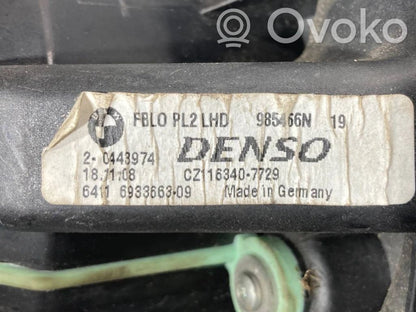 Ovoko
FBLO PL2 LHD 985466N 19
2- 0443974 DENSO
18.11.08 CZ116340-7729
6411 6933663-09 Made in Germany